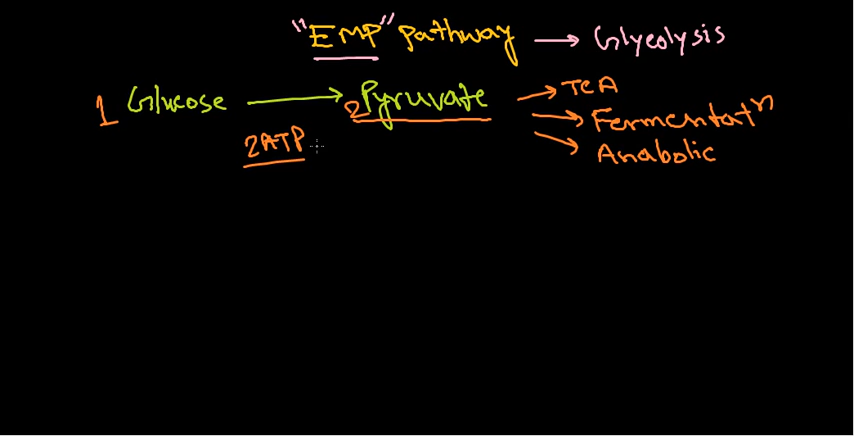 "EMP" Pathway → Glycolysis
1 Glucose → 2 Pyruvate → TCA
→ Fermentatⁿ
2ATP → Anabolic